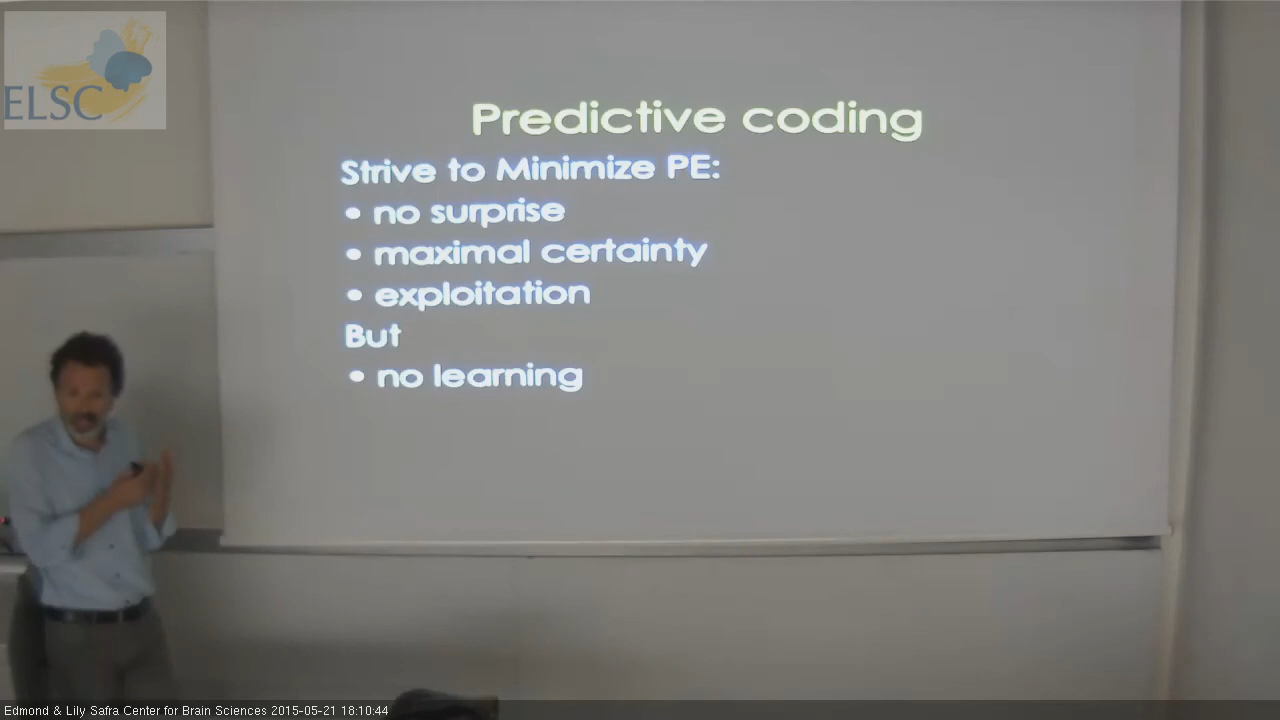 ELSC
Predictive coding
Strive to Minimize PE:
• no surprise
• maximal certainty
• exploitation
But
• no learning
Edmond & Lily Safra Center for Brain Sciences 2015-05-21 18:10:44